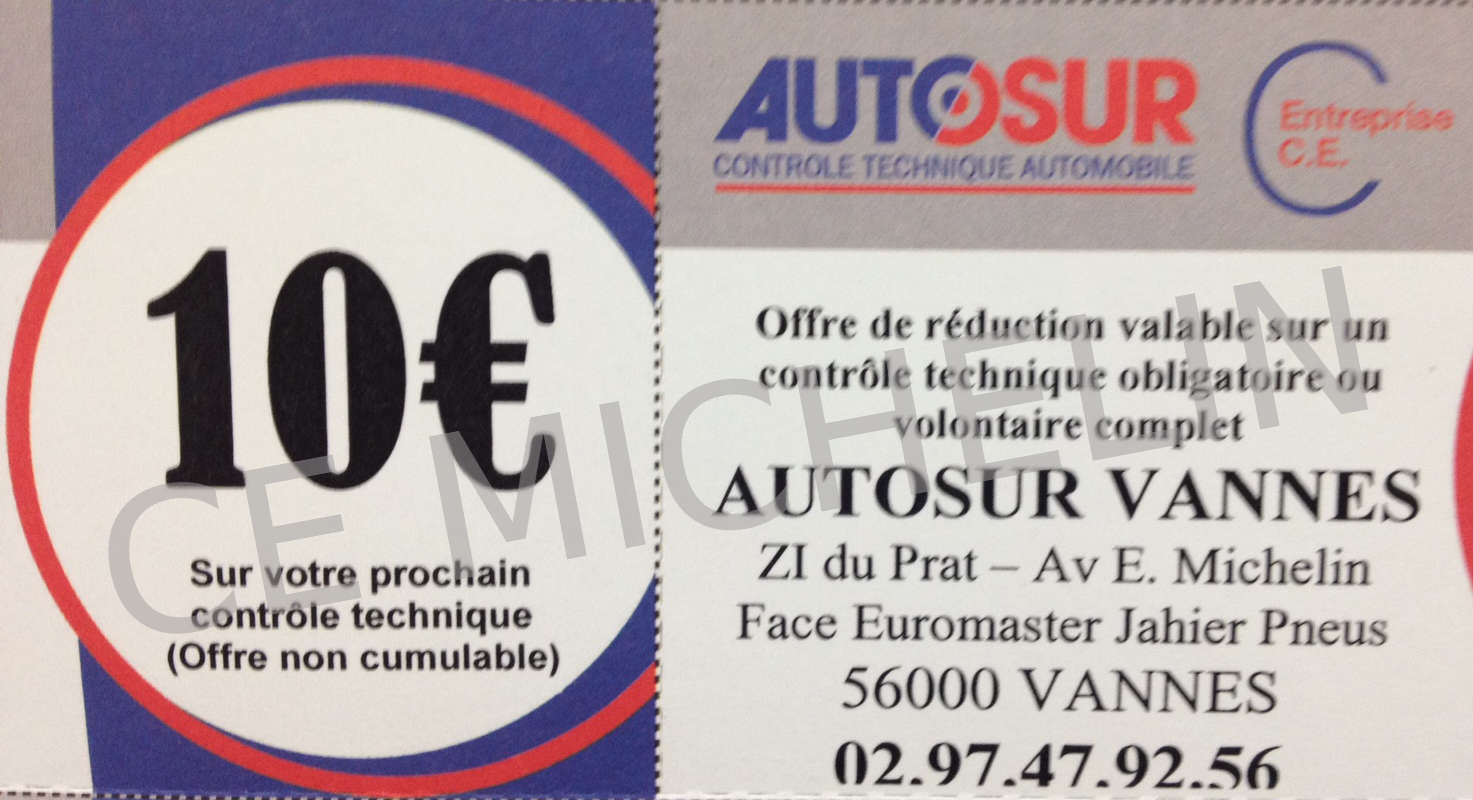 10€
Sur votre prochain
contrôle technique
(Offre non cumulable)
AUTOSUR
CONTROLE TECHNIQUE AUTOMOBILE
Entreprise
C.E.
Offre de réduction valable sur un
contrôle technique obligatoire ou
volontaire complet
AUTOSUR VANNES
ZI du Prat – Av E. Michelin
Face Euromaster Jahier Pneus
56000 VANNES
02.97.47.92.56
CE MICHELIN